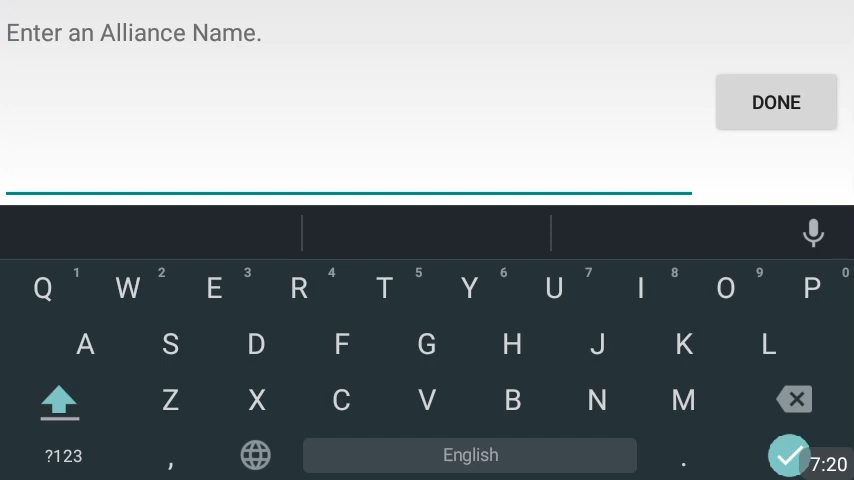 Enter an Alliance Name.
DONE
Q 1 W 2 E 3 R 4 T 5 Y 6 U 7 I 8 O 9 P 0
A S D F G H J K L
Z X C V B N M
?123 , English . 7:20